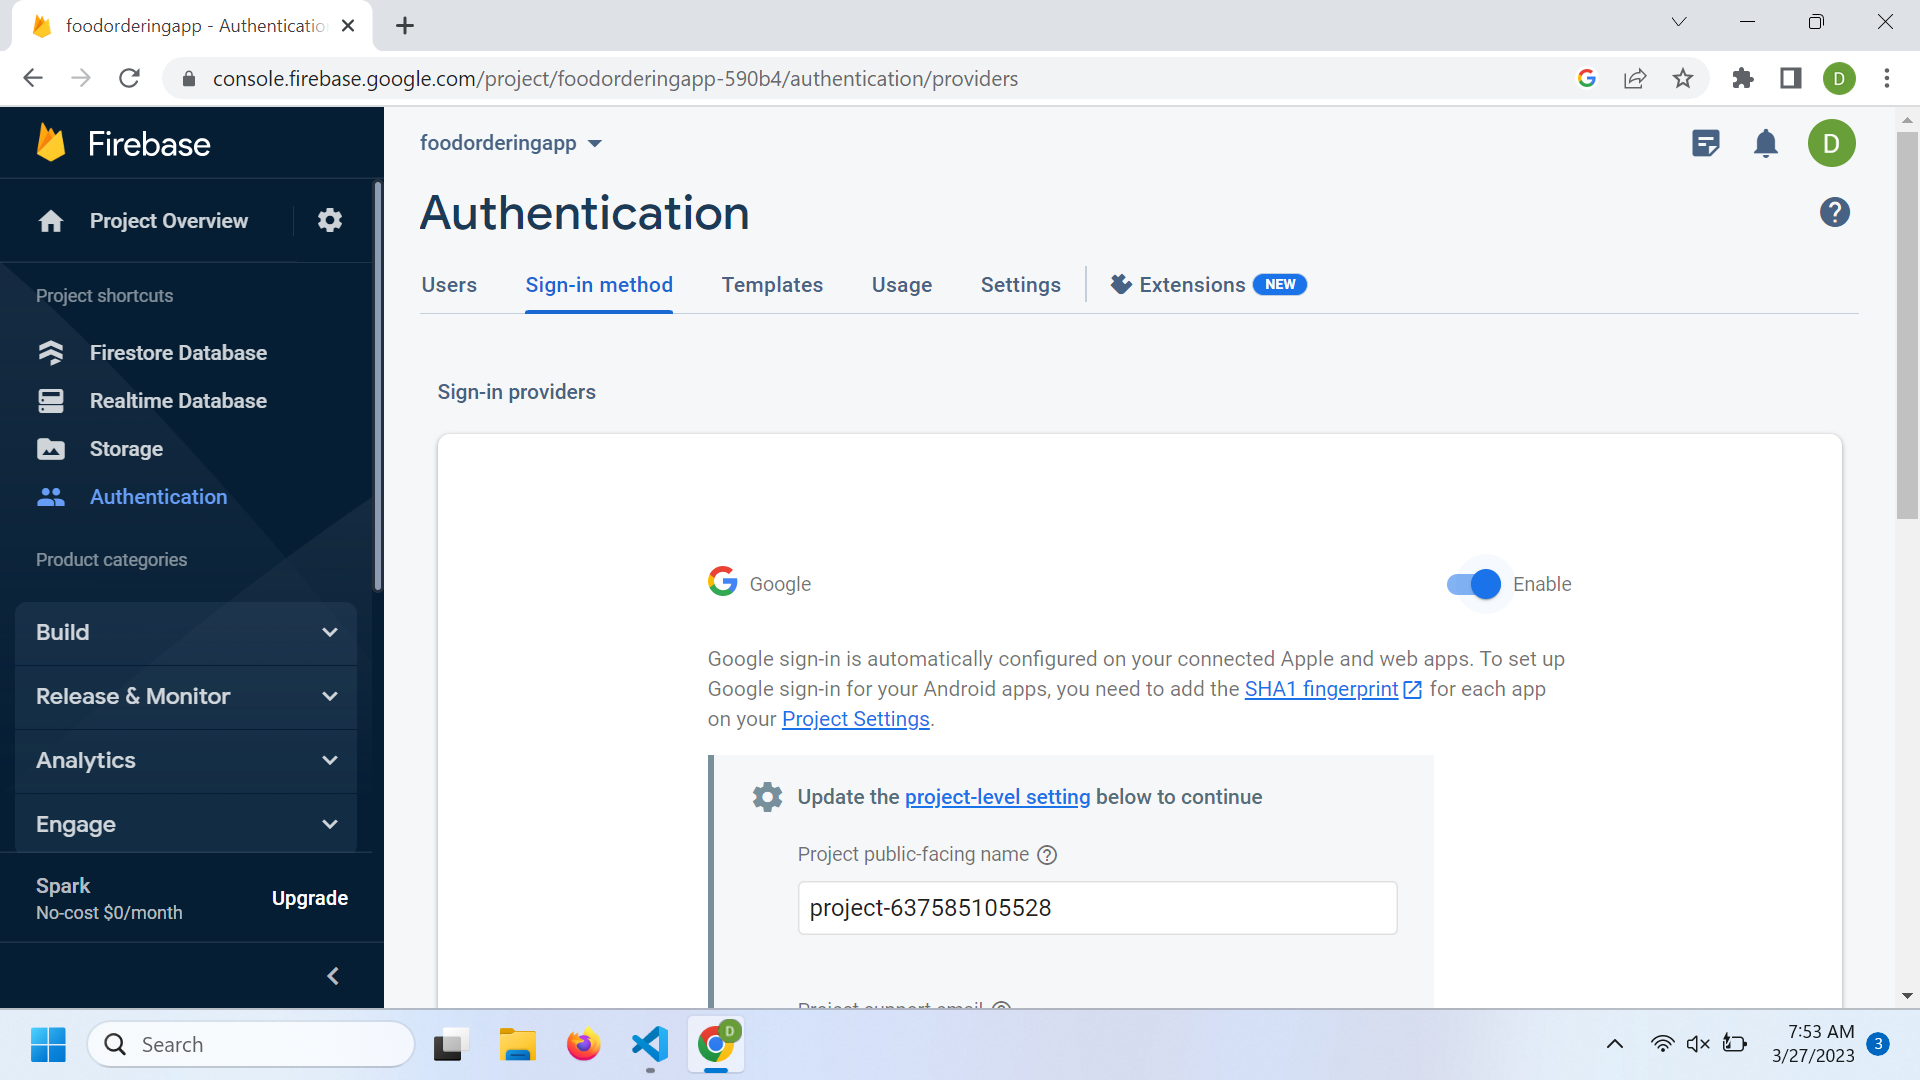 foodorderingapp - Authenticatio
console.firebase.google.com/project/foodorderingapp-590b4/authentication/providers
D
Firebase
foodorderingapp
D
Project Overview
Authentication
?
Users
Sign-in method
Templates
Usage
Settings
Extensions
NEW
Project shortcuts
Firestore Database
Realtime Database
Storage
Authentication
Product categories
Build
Release & Monitor
Analytics
Engage
Spark
No-cost $0/month
Upgrade
Sign-in providers
Google
Enable
Google sign-in is automatically configured on your connected Apple and web apps. To set up
Google sign-in for your Android apps, you need to add the SHA1 fingerprint for each app
on your Project Settings.
Update the project-level setting below to continue
Project public-facing name
project-637585105528
Project support email
Search
D
7:53 AM
3/27/2023
3